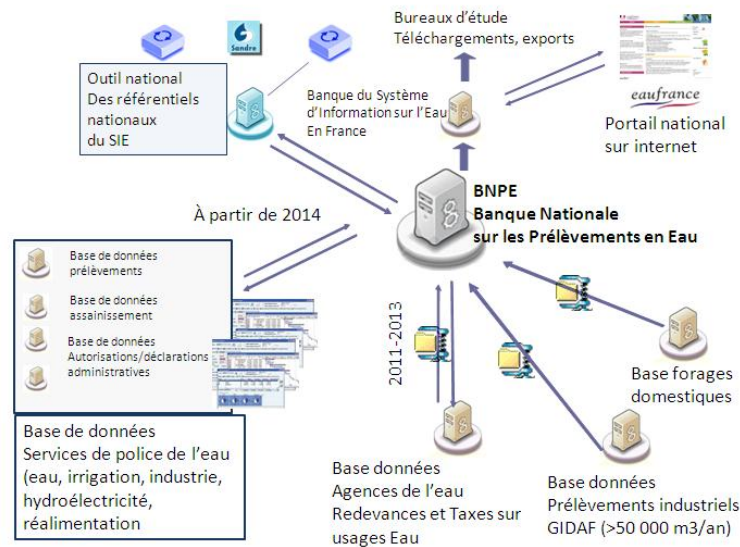 Bureaux d'étude
Téléchargements, exports
Sandre
Outil national
Des référentiels
nationaux
du SIE
Banque du Système
d'Information sur l'Eau
En France
eaufrance
Portail national
sur internet
BNPE
Banque Nationale
sur les Prélèvements en Eau
À partir de 2014
Base de données
prélèvements
Base de données
assainissement
Base de données
Autorisations/déclarations
administratives
2011-2013
Base forages
domestiques
Base de données
Services de police de l'eau
(eau, irrigation, industrie,
hydroélectricité,
réalimentation
Base données
Agences de l'eau
Redevances et Taxes sur
usages Eau
Base données
Prélèvements industriels
GIDAF (>50 000 m3/an)